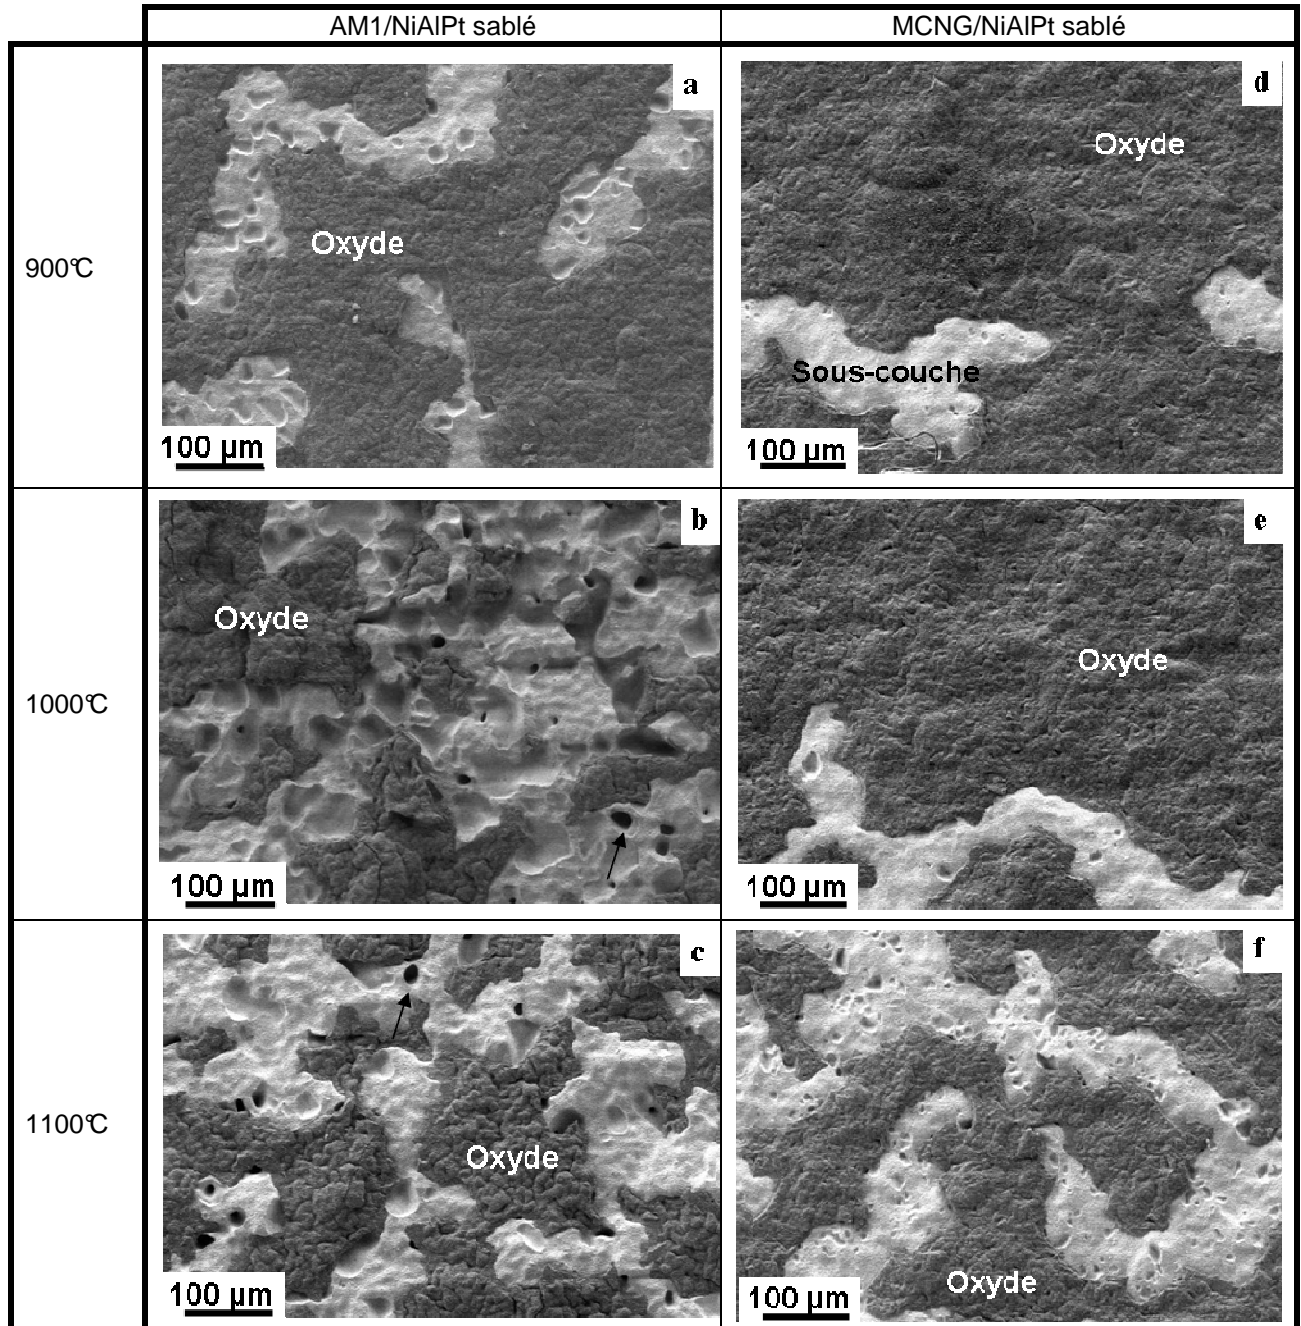 AM1/NiAlPt sablé
MCNG/NiAlPt sablé
900°C
a
Oxyde
100 µm
d
Oxyde
Sous-couche
100 µm
1000°C
b
Oxyde
100 µm
e
Oxyde
100 µm
1100°C
c
Oxyde
100 µm
f
Oxyde
100 µm